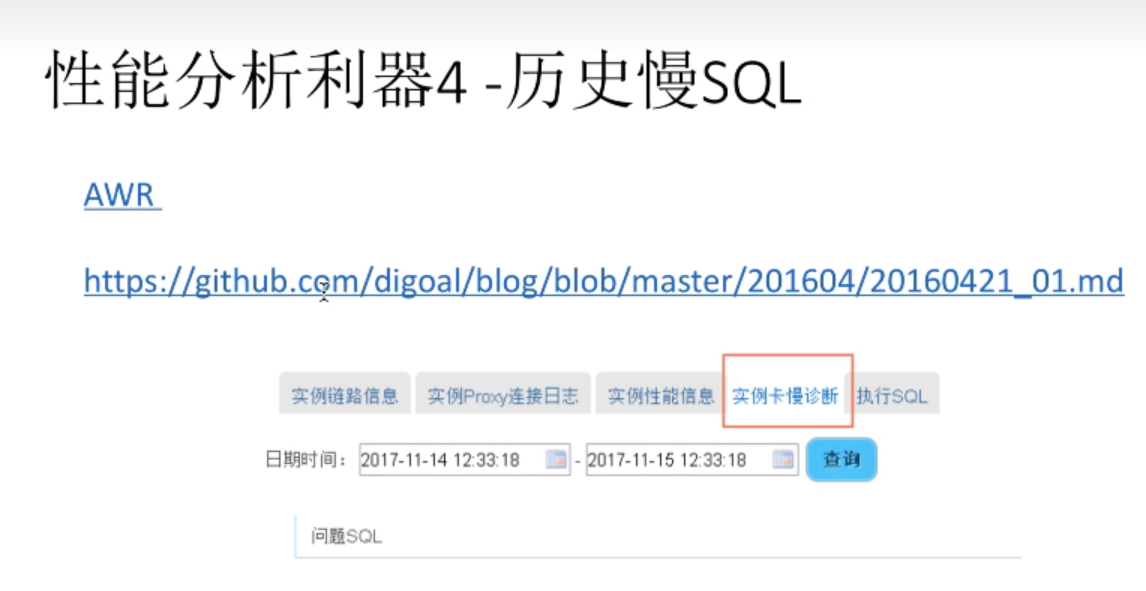 性能分析利器4 -历史慢SQL
AWR
https://github.com/digoal/blog/blob/master/201604/20160421_01.md
实例链路信息 实例Proxy连接日志 实例性能信息 实例卡慢诊断 执行SQL
日期时间： 2017-11-14 12:33:18 - 2017-11-15 12:33:18 查询
问题SQL